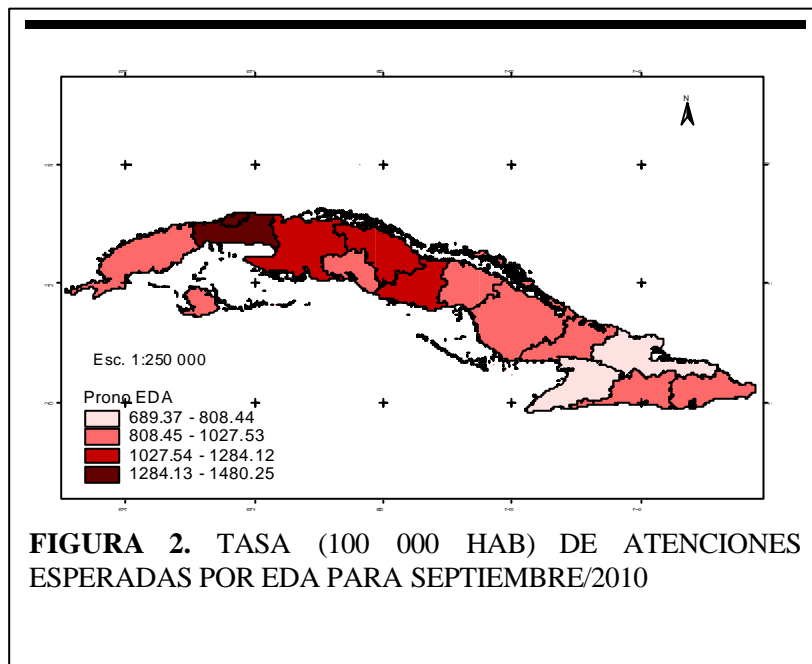 N
Esc. 1:250 000
Prono EDA
689.37 - 808.44
808.45 - 1027.53
1027.54 - 1284.12
1284.13 - 1480.25
FIGURA 2. TASA (100 000 HAB) DE ATENCIONES
ESPERADAS POR EDA PARA SEPTIEMBRE/2010